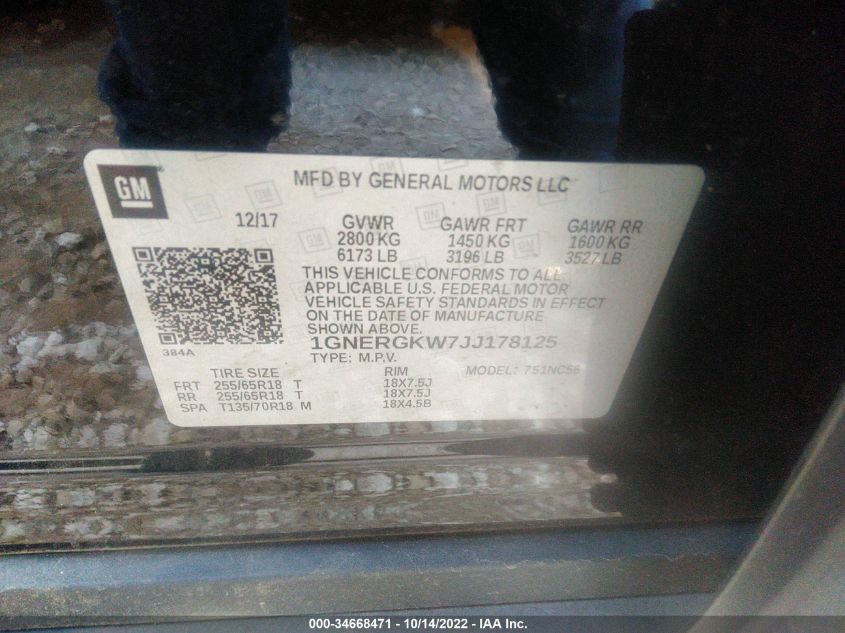 GM
MFD BY GENERAL MOTORS LLC
12/17 GVWR GAWR FRT GAWR RR
2800 KG 1450 KG 1600 KG
6173 LB 3196 LB 3527 LB
THIS VEHICLE CONFORMS TO ALL
APPLICABLE U.S. FEDERAL MOTOR
VEHICLE SAFETY STANDARDS IN EFFECT
ON THE DATE OF MANUFACTURE
SHOWN ABOVE.
384A
1GNERGKW7JJ178125
TYPE: M.P.V. MODEL: 751NC56
TIRE SIZE RIM
FRT 255/65R18 T 18X7.5J
RR 255/65R18 T 18X7.5J
SPA T135/70R18 M 18X4.5B
000-34668471 - 10/14/2022 - IAA Inc.